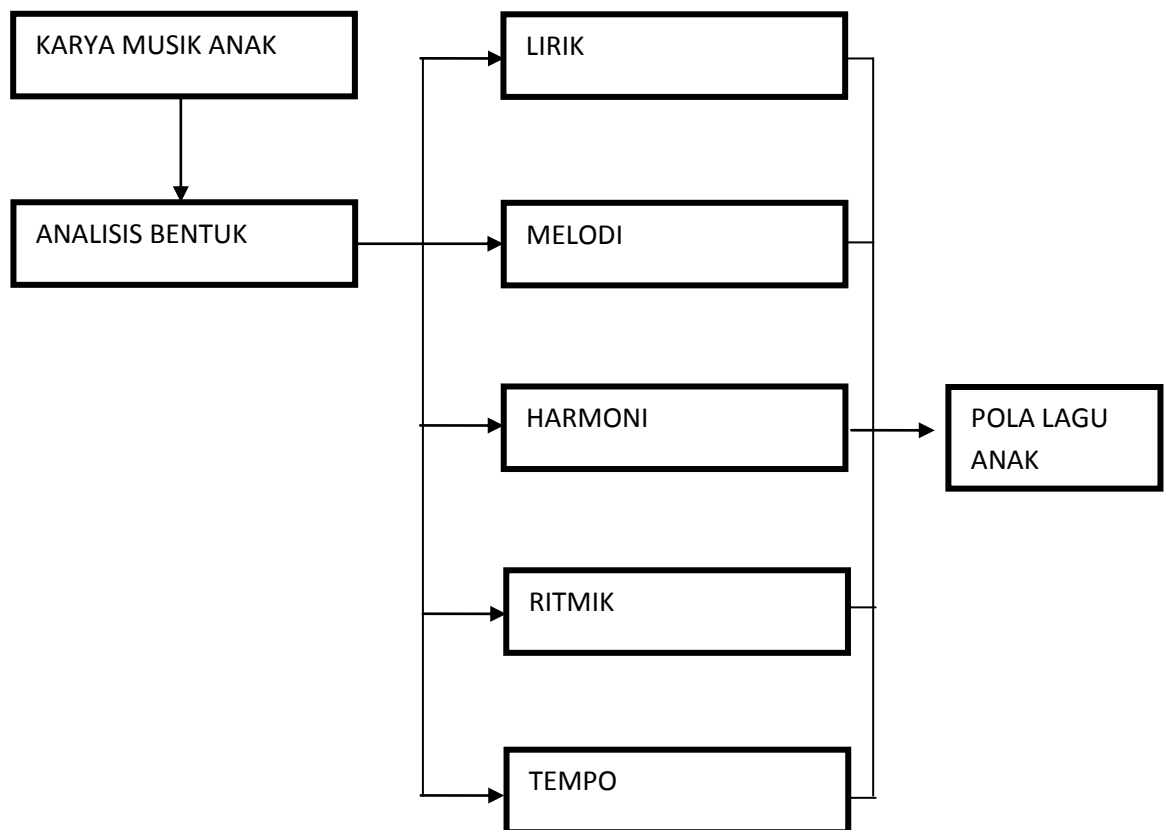 KARYA MUSIK ANAK
LIRIK
ANALISIS BENTUK
MELODI
HARMONI
POLA LAGU
ANAK
RITMIK
TEMPO